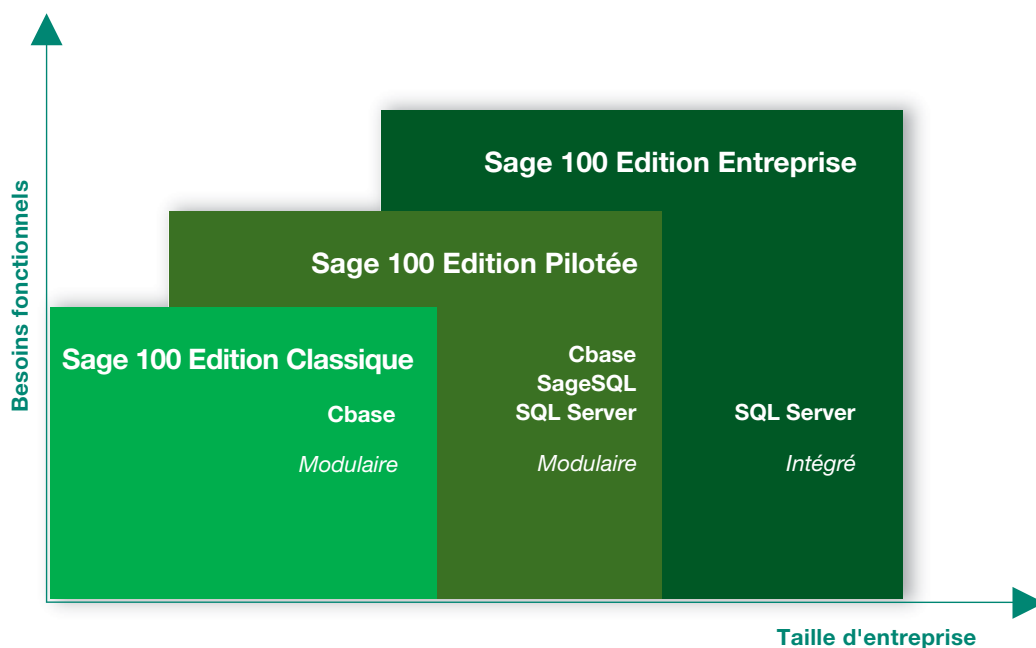 Besoins fonctionnels
Sage 100 Edition Entreprise
Sage 100 Edition Pilotée
Sage 100 Edition Classique
Cbase
Modulaire
Cbase
SageSQL
SQL Server
Modulaire
SQL Server
Intégré
Taille d'entreprise